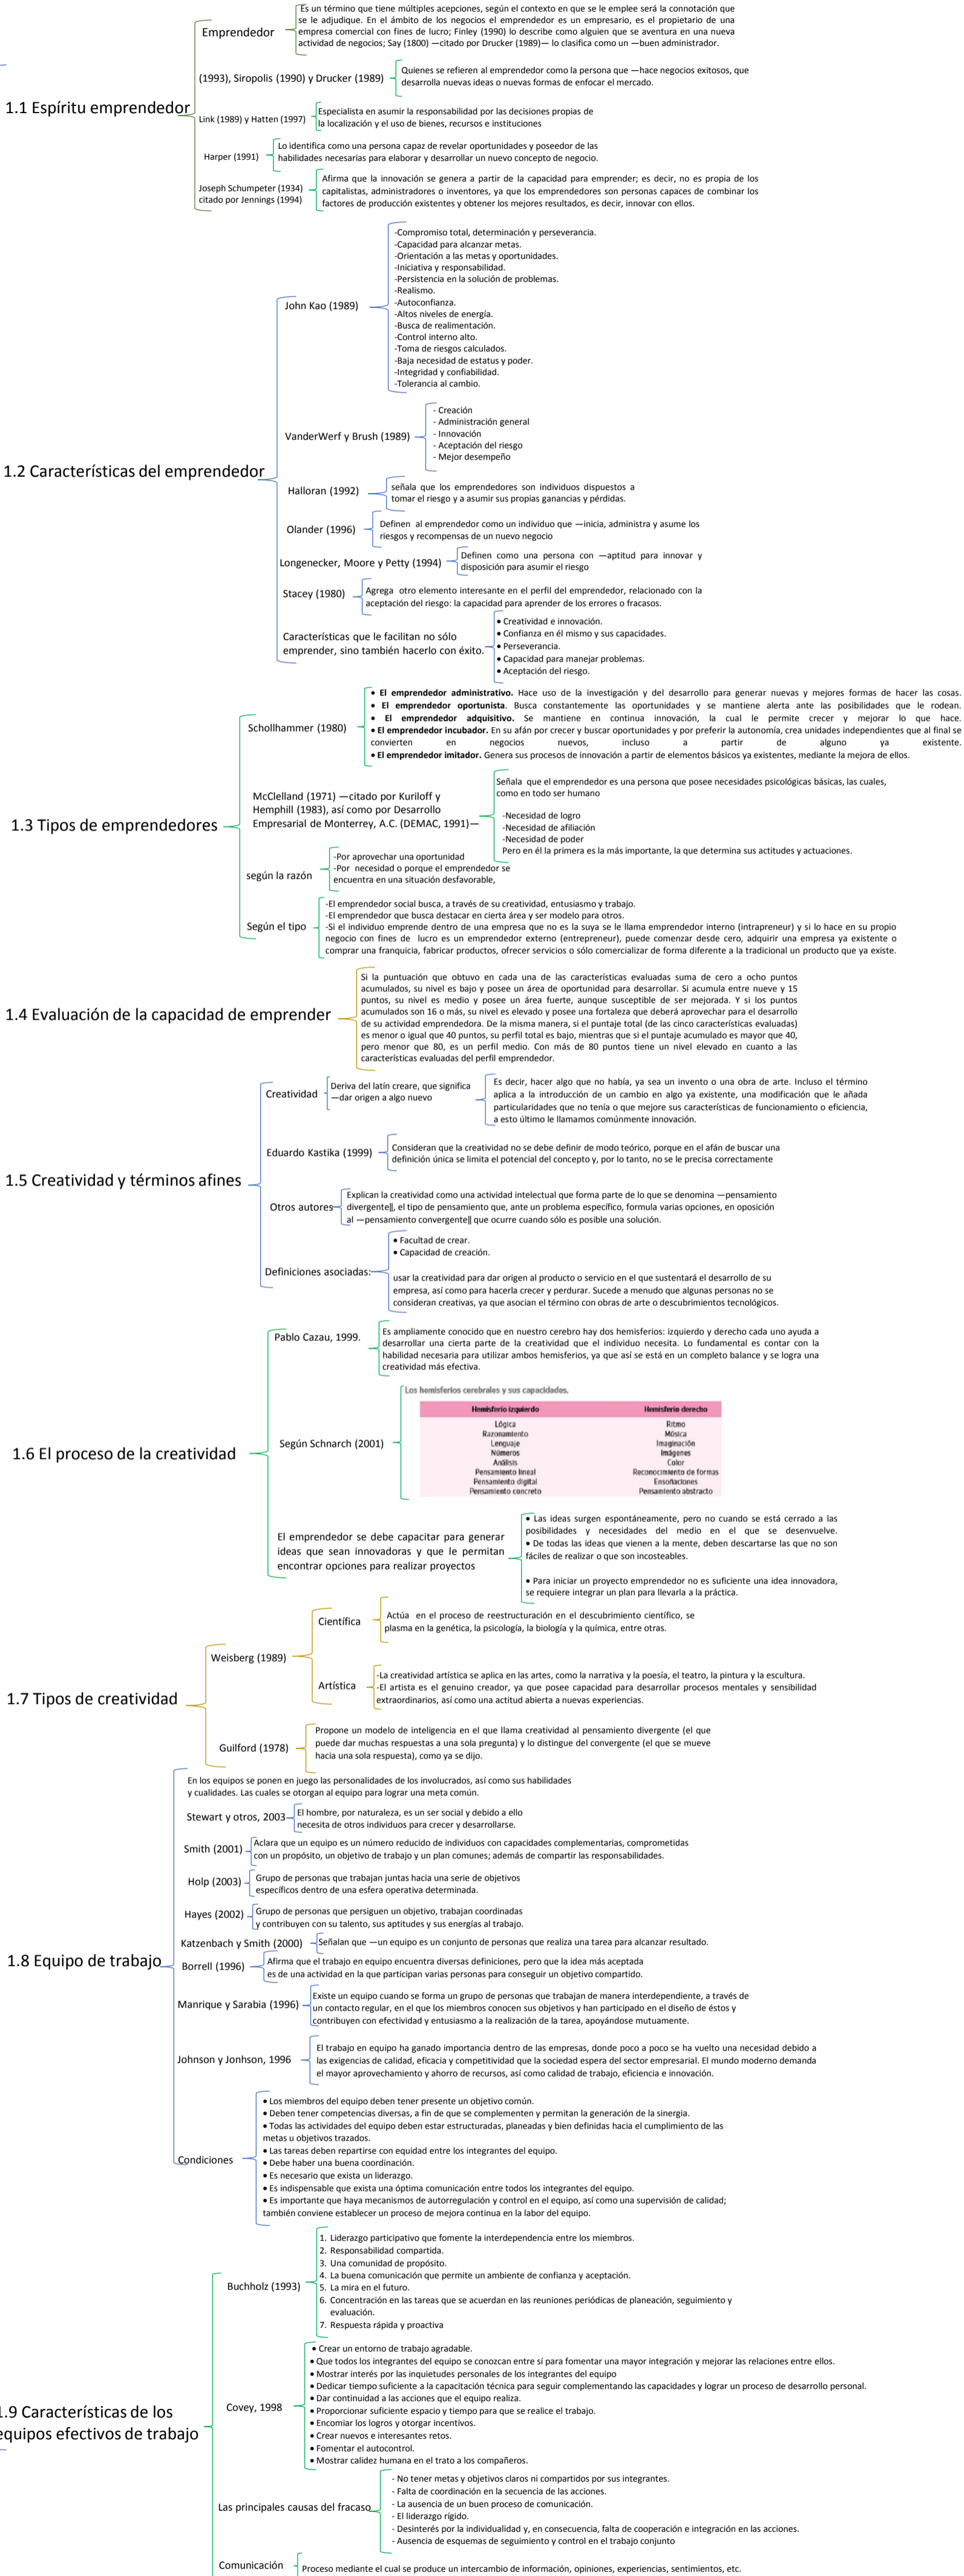 1.1 Espíritu emprendedor
Emprendedor
Es un término que tiene múltiples acepciones, según el contexto en que se le emplee será la connotación que
se le adjudique. En el ámbito de los negocios el emprendedor es un empresario, es el propietario de una
empresa comercial con fines de lucro; Finley (1990) lo describe como alguien que se aventura en una nueva
actividad de negocios; Say (1800) —citado por Drucker (1989)— lo clasifica como un —buen administrador.
(1993), Siropolis (1990) y Drucker (1989)
Quienes se refieren al emprendedor como la persona que —hace negocios exitosos, que
desarrolla nuevas ideas o nuevas formas de enfocar el mercado.
Link (1989) y Hatten (1997)
Especialista en asumir la responsabilidad por las decisiones propias de
la localización y el uso de bienes, recursos e instituciones
Harper (1991)
Lo identifica como una persona capaz de revelar oportunidades y poseedor de las
habilidades necesarias para elaborar y desarrollar un nuevo concepto de negocio.
Joseph Schumpeter (1934)
citado por Jennings (1994)
Afirma que la innovación se genera a partir de la capacidad para emprender; es decir, no es propia de los
capitalistas, administradores o inventores, ya que los emprendedores son personas capaces de combinar los
factores de producción existentes y obtener los mejores resultados, es decir, innovar con ellos.
1.2 Características del emprendedor
John Kao (1989)
-Compromiso total, determinación y perseverancia.
-Capacidad para alcanzar metas.
-Orientación a las metas y oportunidades.
-Iniciativa y responsabilidad.
-Persistencia en la solución de problemas.
-Realismo.
-Autoconfianza.
-Altos niveles de energía.
-Busca de realimentación.
-Control interno alto.
-Toma de riesgos calculados.
-Baja necesidad de estatus y poder.
-Integridad y confiabilidad.
-Tolerancia al cambio.
VanderWerf y Brush (1989)
- Creación
- Administración general
- Innovación
- Aceptación del riesgo
- Mejor desempeño
Halloran (1992)
señala que los emprendedores son individuos dispuestos a
tomar el riesgo y a asumir sus propias ganancias y pérdidas.
Olander (1996)
Definen al emprendedor como un individuo que —inicia, administra y asume los
riesgos y recompensas de un nuevo negocio
Longenecker, Moore y Petty (1994)
Definen como una persona con —aptitud para innovar y
disposición para asumir el riesgo
Stacey (1980)
Agrega otro elemento interesante en el perfil del emprendedor, relacionado con la
aceptación del riesgo: la capacidad para aprender de los errores o fracasos.
Características que le facilitan no sólo
emprender, sino también hacerlo con éxito.
• Creatividad e innovación.
• Confianza en él mismo y sus capacidades.
• Perseverancia.
• Capacidad para manejar problemas.
• Aceptación del riesgo.
1.3 Tipos de emprendedores
Schollhammer (1980)
• El emprendedor administrativo. Hace uso de la investigación y del desarrollo para generar nuevas y mejores formas de hacer las cosas.
• El emprendedor oportunista. Busca constantemente las oportunidades y se mantiene alerta ante las posibilidades que le rodean.
• El emprendedor adquisitivo. Se mantiene en continua innovación, la cual le permite crecer y mejorar lo que hace.
• El emprendedor incubador. En su afán por crecer y buscar oportunidades y por preferir la autonomía, crea unidades independientes que al final se
convierten en negocios nuevos, incluso a partir de alguno ya existente.
• El emprendedor imitador. Genera sus procesos de innovación a partir de elementos básicos ya existentes, mediante la mejora de ellos.
McClelland (1971) —citado por Kuriloff y
Hemphill (1983), así como por Desarrollo
Empresarial de Monterrey, A.C. (DEMAC, 1991)—
Señala que el emprendedor es una persona que posee necesidades psicológicas básicas, las cuales,
como en todo ser humano
-Necesidad de logro
-Necesidad de afiliación
-Necesidad de poder
Pero en él la primera es la más importante, la que determina sus actitudes y actuaciones.
según la razón
-Por aprovechar una oportunidad
-Por necesidad o porque el emprendedor se
encuentra en una situación desfavorable,
Según el tipo
-El emprendedor social busca, a través de su creatividad, entusiasmo y trabajo.
-El emprendedor que busca destacar en cierta área y ser modelo para otros.
-Si el individuo emprende dentro de una empresa que no es la suya se le llama emprendedor interno (intrapreneur) y si lo hace en su propio
negocio con fines de lucro es un emprendedor externo (entrepreneur), puede comenzar desde cero, adquirir una empresa ya existente o
comprar una franquicia, fabricar productos, ofrecer servicios o sólo comercializar de forma diferente a la tradicional un producto que ya existe.
1.4 Evaluación de la capacidad de emprender
Si la puntuación que obtuvo en cada una de las características evaluadas suma de cero a ocho puntos
acumulados, su nivel es bajo y posee un área de oportunidad para desarrollar. Si acumula entre nueve y 15
puntos, su nivel es medio y posee un área fuerte, aunque susceptible de ser mejorada. Y si los puntos
acumulados son 16 o más, su nivel es elevado y posee una fortaleza que deberá aprovechar para el desarrollo
de su actividad emprendedora. De la misma manera, si el puntaje total (de las cinco características evaluadas)
es menor o igual que 40 puntos, su perfil total es bajo, mientras que si el puntaje acumulado es mayor que 40,
pero menor que 80, es un perfil medio. Con más de 80 puntos tiene un nivel elevado en cuanto a las
características evaluadas del perfil emprendedor.
1.5 Creatividad y términos afines
Creatividad
Deriva del latín creare, que significa
—dar origen a algo nuevo
Es decir, hacer algo que no había, ya sea un invento o una obra de arte. Incluso el término
aplica a la introducción de un cambio en algo ya existente, una modificación que le añada
particularidades que no tenía o que mejore sus características de funcionamiento o eficiencia,
a esto último le llamamos comúnmente innovación.
Eduardo Kastika (1999)
Consideran que la creatividad no se debe definir de modo teórico, porque en el afán de buscar una
definición única se limita el potencial del concepto y, por lo tanto, no se le precisa correctamente
Otros autores
Explican la creatividad como una actividad intelectual que forma parte de lo que se denomina —pensamiento
divergente‖, el tipo de pensamiento que, ante un problema específico, formula varias opciones, en oposición
al —pensamiento convergente‖ que ocurre cuando sólo es posible una solución.
Definiciones asociadas:
• Facultad de crear.
• Capacidad de creación.
usar la creatividad para dar origen al producto o servicio en el que sustentará el desarrollo de su
empresa, así como para hacerla crecer y perdurar. Sucede a menudo que algunas personas no se
consideran creativas, ya que asocian el término con obras de arte o descubrimientos tecnológicos.
1.6 El proceso de la creatividad
Pablo Cazau, 1999.
Es ampliamente conocido que en nuestro cerebro hay dos hemisferios: izquierdo y derecho cada uno ayuda a
desarrollar una cierta parte de la creatividad que el individuo necesita. Lo fundamental es contar con la
habilidad necesaria para utilizar ambos hemisferios, ya que así se está en un completo balance y se logra una
creatividad más efectiva.
Según Schnarch (2001)
Los hemisferios cerebrales y sus capacidades.
Hemisferio izquierdo Hemisferio derecho
Lógica Ritmo
Razonamiento Música
Lenguaje Imaginación
Números Imágenes
Análisis Color
Pensamiento lineal Reconocimiento de formas
Pensamiento digital Ensoñaciones
Pensamiento concreto Pensamiento abstracto
El emprendedor se debe capacitar para generar
ideas que sean innovadoras y que le permitan
encontrar opciones para realizar proyectos
• Las ideas surgen espontáneamente, pero no cuando se está cerrado a las
posibilidades y necesidades del medio en el que se desenvuelve.
• De todas las ideas que vienen a la mente, deben descartarse las que no son
fáciles de realizar o que son incosteables.
• Para iniciar un proyecto emprendedor no es suficiente una idea innovadora,
se requiere integrar un plan para llevarla a la práctica.
1.7 Tipos de creatividad
Weisberg (1989)
Científica
Actúa en el proceso de reestructuración en el descubrimiento científico, se
plasma en la genética, la psicología, la biología y la química, entre otras.
Artística
-La creatividad artística se aplica en las artes, como la narrativa y la poesía, el teatro, la pintura y la escultura.
-El artista es el genuino creador, ya que posee capacidad para desarrollar procesos mentales y sensibilidad
extraordinarios, así como una actitud abierta a nuevas experiencias.
Guilford (1978)
Propone un modelo de inteligencia en el que llama creatividad al pensamiento divergente (el que
puede dar muchas respuestas a una sola pregunta) y lo distingue del convergente (el que se mueve
hacia una sola respuesta), como ya se dijo.
1.8 Equipo de trabajo
En los equipos se ponen en juego las personalidades de los involucrados, así como sus habilidades
y cualidades. Las cuales se otorgan al equipo para lograr una meta común.
Stewart y otros, 2003
El hombre, por naturaleza, es un ser social y debido a ello
necesita de otros individuos para crecer y desarrollarse.
Smith (2001)
Aclara que un equipo es un número reducido de individuos con capacidades complementarias, comprometidas
con un propósito, un objetivo de trabajo y un plan comunes; además de compartir las responsabilidades.
Holp (2003)
Grupo de personas que trabajan juntas hacia una serie de objetivos
específicos dentro de una esfera operativa determinada.
Hayes (2002)
Grupo de personas que persiguen un objetivo, trabajan coordinadas
y contribuyen con su talento, sus aptitudes y sus energías al trabajo.
Katzenbach y Smith (2000)
Señalan que —un equipo es un conjunto de personas que realiza una tarea para alcanzar resultado.
Borrell (1996)
Afirma que el trabajo en equipo encuentra diversas definiciones, pero que la idea más aceptada
es de una actividad en la que participan varias personas para conseguir un objetivo compartido.
Manrique y Sarabia (1996)
Existe un equipo cuando se forma un grupo de personas que trabajan de manera interdependiente, a través de
un contacto regular, en el que los miembros conocen sus objetivos y han participado en el diseño de éstos y
contribuyen con efectividad y entusiasmo a la realización de la tarea, apoyándose mutuamente.
Johnson y Jonhson, 1996
El trabajo en equipo ha ganado importancia dentro de las empresas, donde poco a poco se ha vuelto una necesidad debido a
las exigencias de calidad, eficacia y competitividad que la sociedad espera del sector empresarial. El mundo moderno demanda
el mayor aprovechamiento y ahorro de recursos, así como calidad de trabajo, eficiencia e innovación.
Condiciones
• Los miembros del equipo deben tener presente un objetivo común.
• Deben tener competencias diversas, a fin de que se complementen y permitan la generación de la sinergia.
• Todas las actividades del equipo deben estar estructuradas, planeadas y bien definidas hacia el cumplimiento de las
metas u objetivos trazados.
• Las tareas deben repartirse con equidad entre los integrantes del equipo.
• Debe haber una buena coordinación.
• Es necesario que exista un liderazgo.
• Es indispensable que exista una óptima comunicación entre todos los integrantes del equipo.
• Es importante que haya mecanismos de autorregulación y control en el equipo, así como una supervisión de calidad;
también conviene establecer un proceso de mejora continua en la labor del equipo.
1.9 Características de los
equipos efectivos de trabajo
Buchholz (1993)
1. Liderazgo participativo que fomente la interdependencia entre los miembros.
2. Responsabilidad compartida.
3. Una comunidad de propósito.
4. La buena comunicación que permite un ambiente de confianza y aceptación.
5. La mira en el futuro.
6. Concentración en las tareas que se acuerdan en las reuniones periódicas de planeación, seguimiento y
evaluación.
7. Respuesta rápida y proactiva
Covey, 1998
• Crear un entorno de trabajo agradable.
• Que todos los integrantes del equipo se conozcan entre sí para fomentar una mayor integración y mejorar las relaciones entre ellos.
• Mostrar interés por las inquietudes personales de los integrantes del equipo
• Dedicar tiempo suficiente a la capacitación técnica para seguir complementando las capacidades y lograr un proceso de desarrollo personal.
• Dar continuidad a las acciones que el equipo realiza.
• Proporcionar suficiente espacio y tiempo para que se realice el trabajo.
• Encomiar los logros y otorgar incentivos.
• Crear nuevos e interesantes retos.
• Fomentar el autocontrol.
• Mostrar calidez humana en el trato a los compañeros.
Las principales causas del fracaso
- No tener metas y objetivos claros ni compartidos por sus integrantes.
- Falta de coordinación en la secuencia de las acciones.
- La ausencia de un buen proceso de comunicación.
- El liderazgo rígido.
- Desinterés por la individualidad y, en consecuencia, falta de cooperación e integración en las acciones.
- Ausencia de esquemas de seguimiento y control en el trabajo conjunto
Comunicación
Proceso mediante el cual se produce un intercambio de información, opiniones, experiencias, sentimientos, etc.